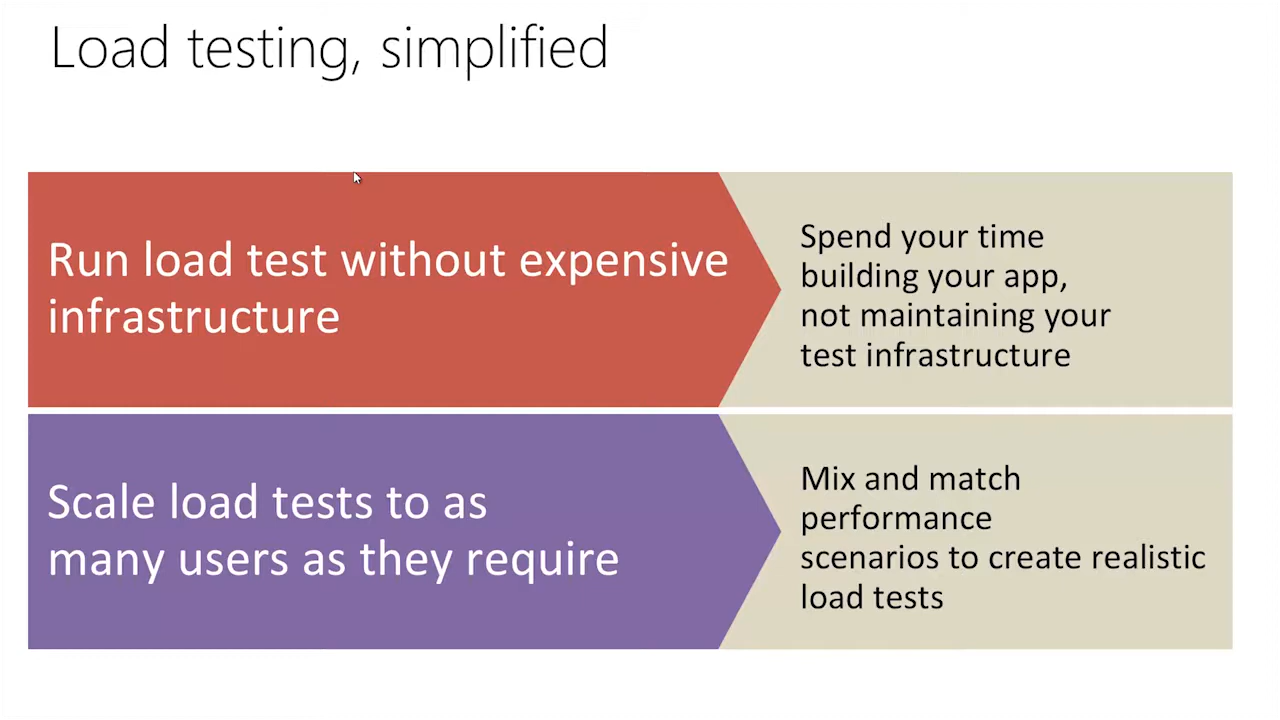 Load testing, simplified
Run load test without expensive
infrastructure
Spend your time
building your app,
not maintaining your
test infrastructure
Scale load tests to as
many users as they require
Mix and match
performance
scenarios to create realistic
load tests